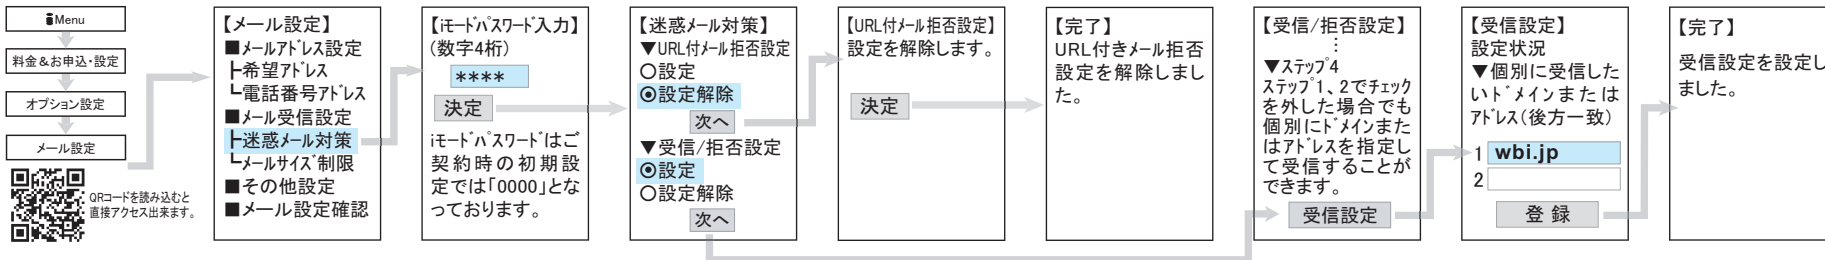 iMenu
料金＆お申込・設定
オプション設定
メール設定
QRコードを読み込むと
直接アクセス出来ます。
【メール設定】
■メールアドレス設定
┣希望アドレス
┗電話番号アドレス
■メール受信設定
┣迷惑メール対策
┗メールサイズ制限
■その他設定
■メール設定確認
【iモードパスワード入力】
(数字4桁)
****
決定
iモードパスワードはご
契約時の初期設
定では「0000」とな
っております。
【迷惑メール対策】
▼URL付メール拒否設定
○設定
◉設定解除
次へ
▼受信/拒否設定
◉設定
○設定解除
次へ
【URL付メール拒否設定】
設定を解除します。
決定
【完了】
URL付きメール拒否
設定を解除しまし
た。
【受信/拒否設定】
⋮
▼ステップ4
ステップ1、2でチェック
を外した場合でも
個別にドメインまた
はアドレスを指定し
て受信することが
できます。
受信設定
【受信設定】
設定状況
▼個別に受信した
いドメインまたは
アドレス(後方一致)
1 wbi.jp
2
登 録
【完了】
受信設定を設定し
ました。